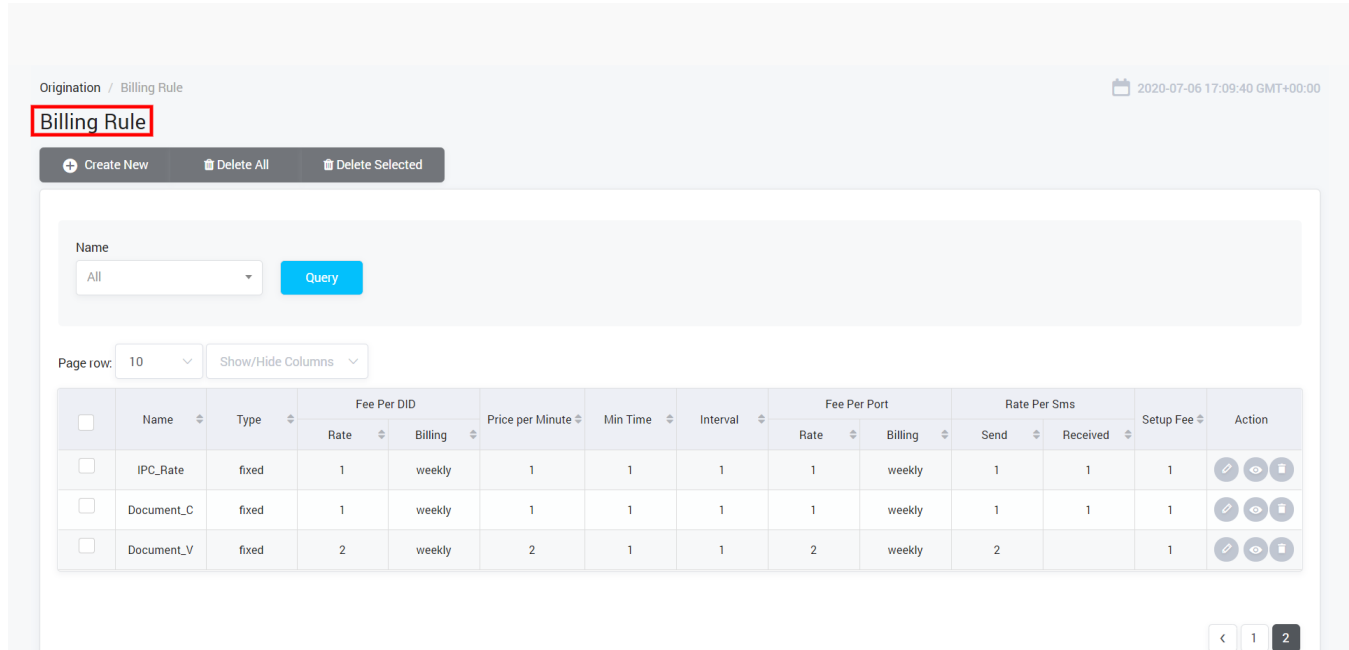 Origination / Billing Rule
2020-07-06 17:09:40 GMT+00:00
Billing Rule
Create New Delete All Delete Selected
Name
All Query
Page row: 10 Show/Hide Columns
Name Type Fee Per DID Price per Minute Min Time Interval Fee Per Port Rate Per Sms Setup Fee Action
Rate Billing Rate Billing Send Received
IPC_Rate fixed 1 weekly 1 1 1 1 weekly 1 1 1
Document_C fixed 1 weekly 1 1 1 1 weekly 1 1 1
Document_V fixed 2 weekly 2 1 1 2 weekly 2 1
< 1 2